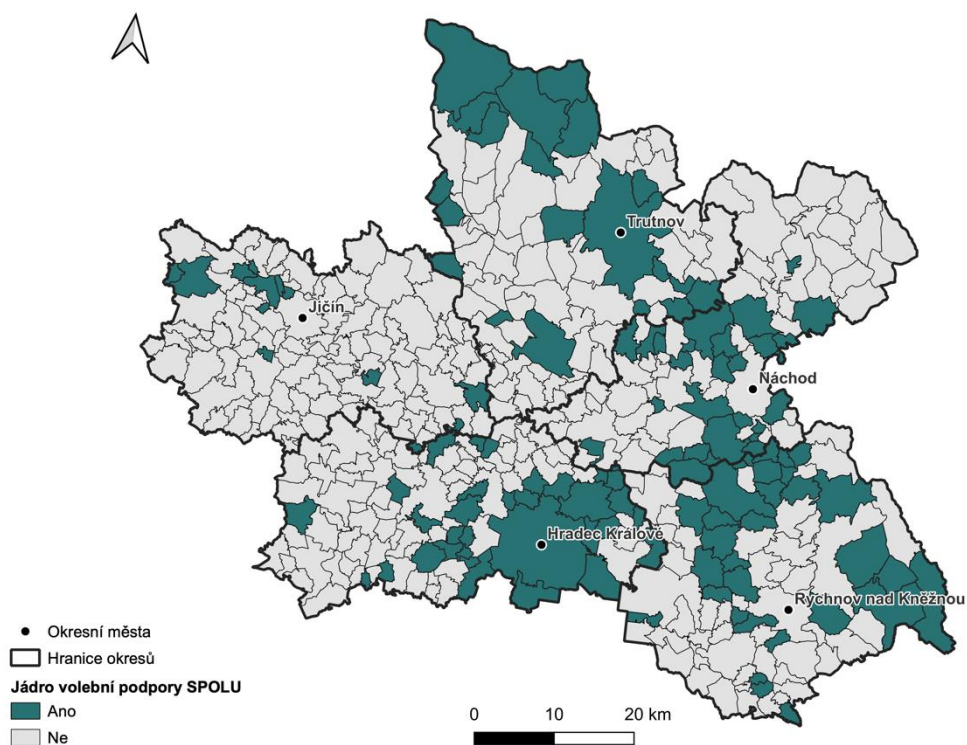 Trutnov
Jičín
Náchod
Hradec Králové
Rychnov nad Kněžnou
Okresní města
Hranice okresů
Jádro volební podpory SPOLU
Ano
Ne
0 10 20 km